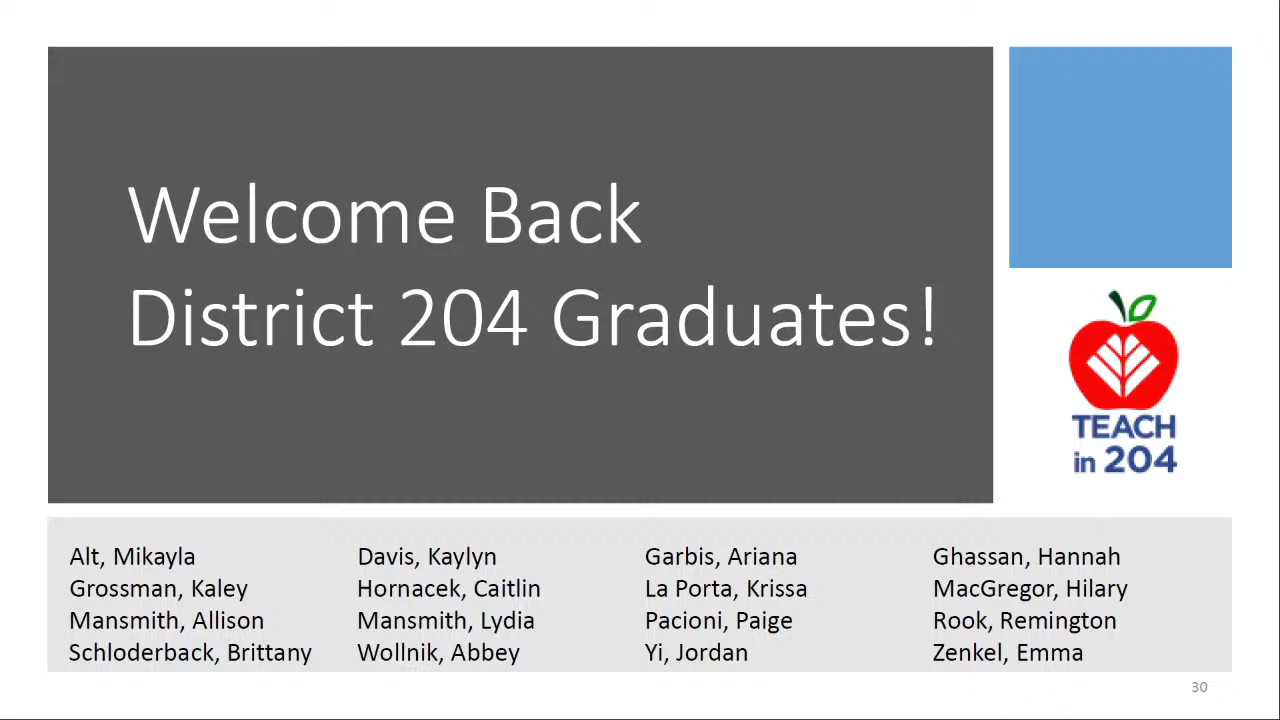 Welcome Back
District 204 Graduates!
TEACH
in 204
Alt, Mikayla Davis, Kaylyn Garbis, Ariana Ghassan, Hannah
Grossman, Kaley Hornacek, Caitlin La Porta, Krissa MacGregor, Hilary
Mansmith, Allison Mansmith, Lydia Pacioni, Paige Rook, Remington
Schloderback, Brittany Wollnik, Abbey Yi, Jordan Zenkel, Emma
30